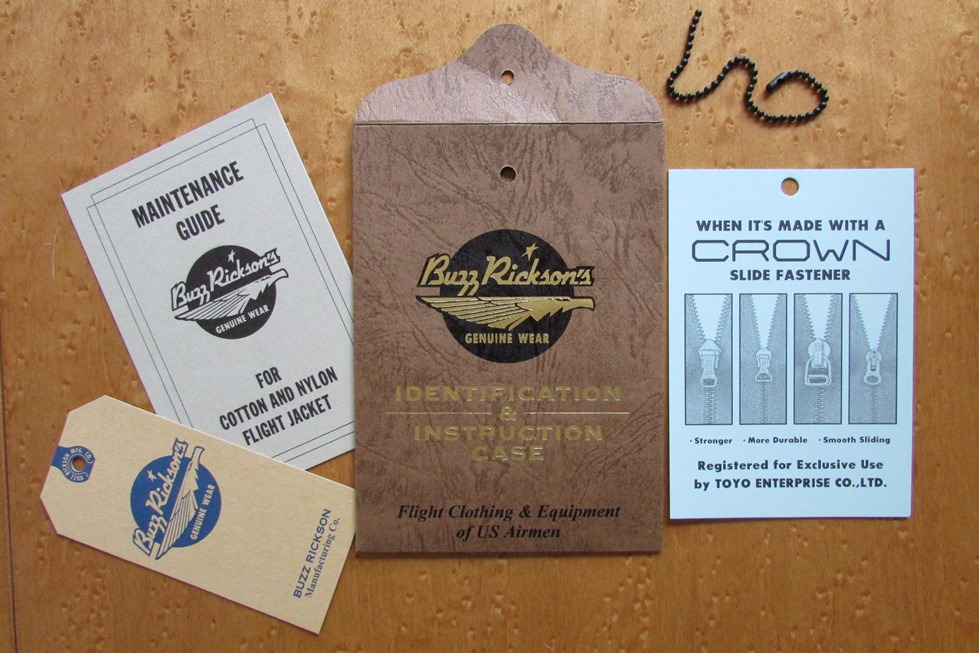 MAINTENANCE
GUIDE
Buzz Rickson's
GENUINE WEAR
FOR
COTTON AND NYLON
FLIGHT JACKET
Buzz Rickson's
GENUINE WEAR
BUZZ RICKSON
Manufacturing Co.
Buzz Rickson's
GENUINE WEAR
IDENTIFICATION
&
INSTRUCTION
CASE
Flight Clothing & Equipment
of US Airmen
WHEN IT'S MADE WITH A
CROWN
SLIDE FASTENER
· Stronger · More Durable · Smooth Sliding
Registered for Exclusive Use
by TOYO ENTERPRISE CO.,LTD.